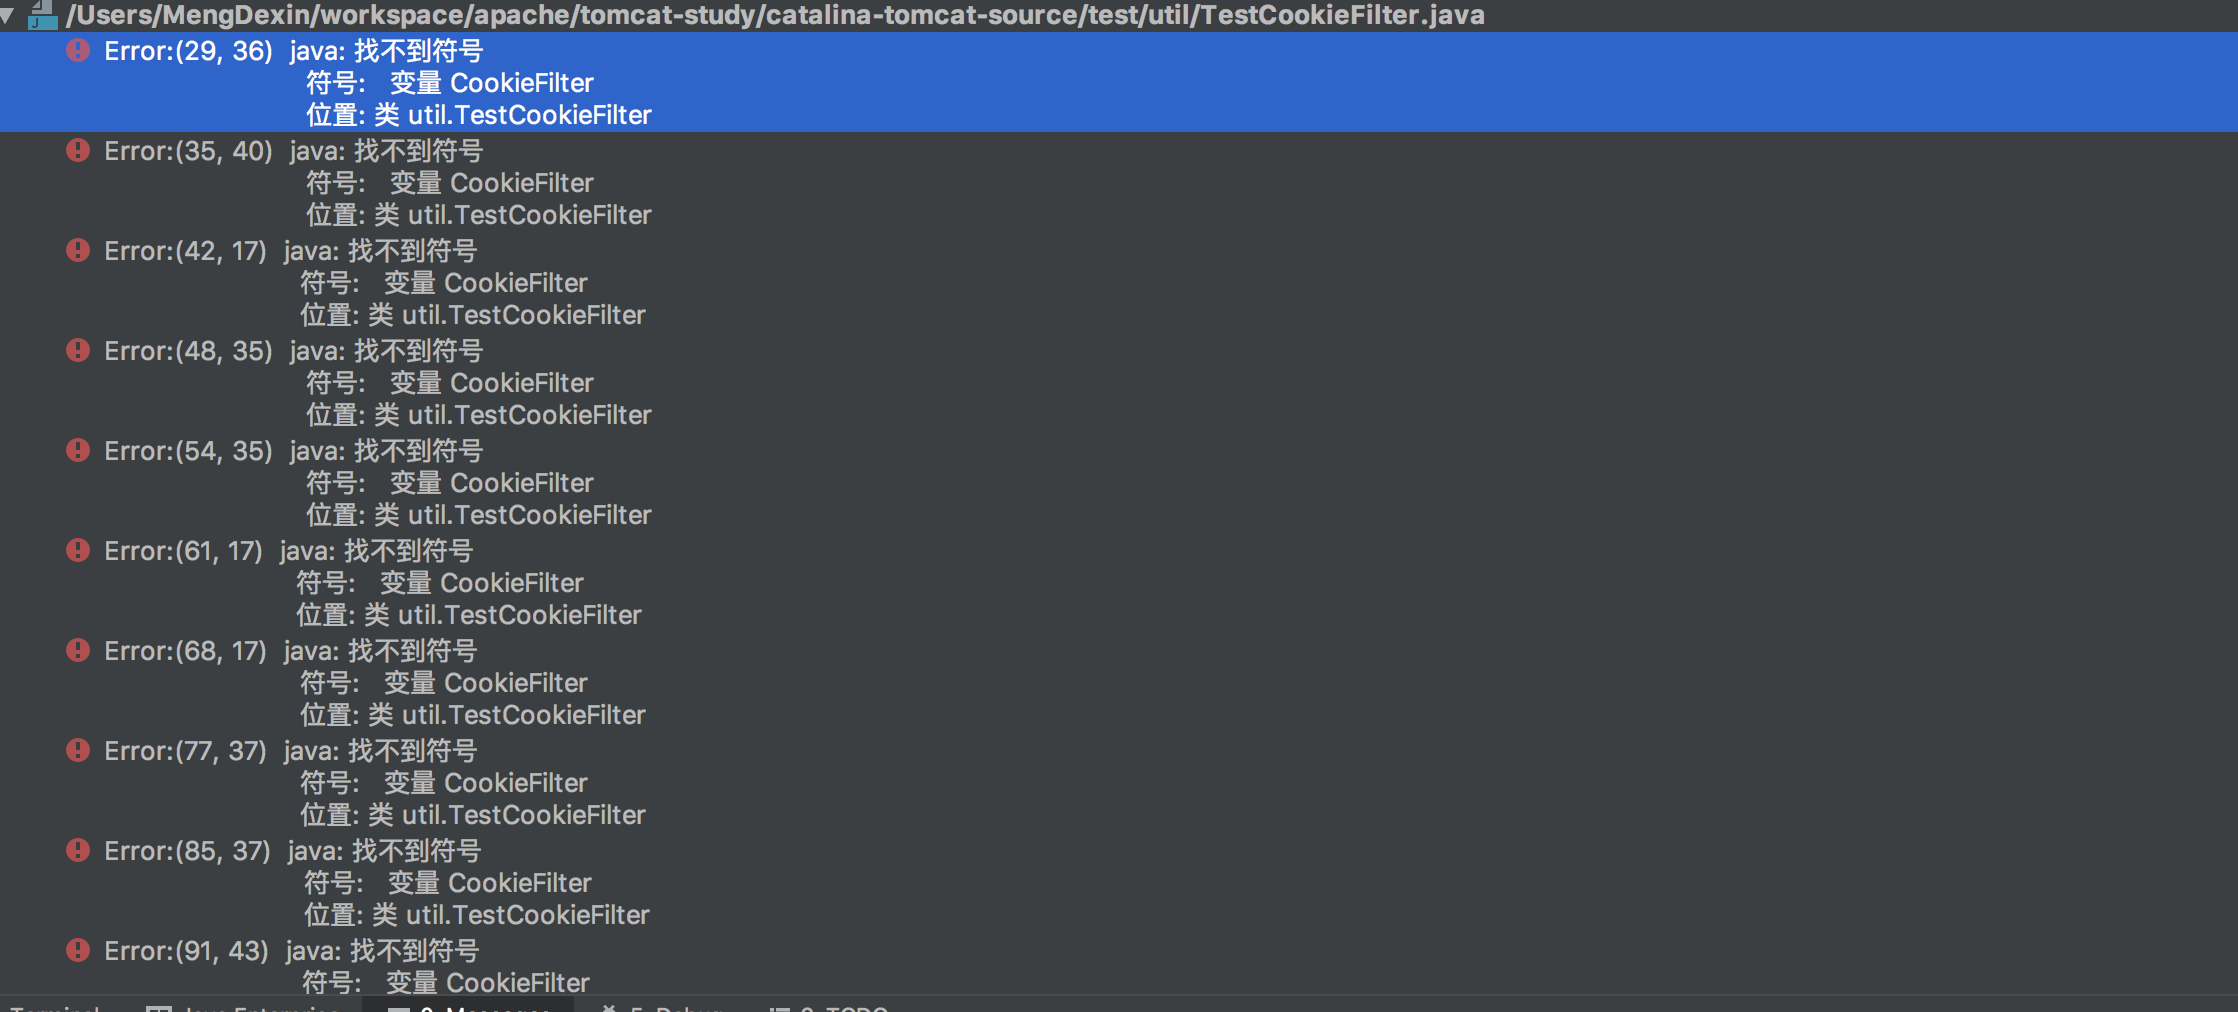 /Users/MengDexin/workspace/apache/tomcat-study/catalina-tomcat-source/test/util/TestCookieFilter.java
Error:(29, 36) java: 找不到符号
符号: 变量 CookieFilter
位置: 类 util.TestCookieFilter
Error:(35, 40) java: 找不到符号
符号: 变量 CookieFilter
位置: 类 util.TestCookieFilter
Error:(42, 17) java: 找不到符号
符号: 变量 CookieFilter
位置: 类 util.TestCookieFilter
Error:(48, 35) java: 找不到符号
符号: 变量 CookieFilter
位置: 类 util.TestCookieFilter
Error:(54, 35) java: 找不到符号
符号: 变量 CookieFilter
位置: 类 util.TestCookieFilter
Error:(61, 17) java: 找不到符号
符号: 变量 CookieFilter
位置: 类 util.TestCookieFilter
Error:(68, 17) java: 找不到符号
符号: 变量 CookieFilter
位置: 类 util.TestCookieFilter
Error:(77, 37) java: 找不到符号
符号: 变量 CookieFilter
位置: 类 util.TestCookieFilter
Error:(85, 37) java: 找不到符号
符号: 变量 CookieFilter
位置: 类 util.TestCookieFilter
Error:(91, 43) java: 找不到符号
符号: 变量 CookieFilter